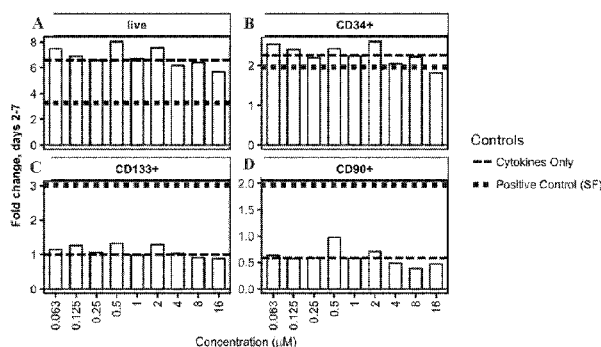 A live
B CD34+
8
6
4
2
0
2
1
0
Fold change, days 2-7
Controls
Cytokines Only
Positive Control (SF)
C CD133+
D CD90+
3
2
1
0
2.0
1.5
1.0
0.5
0.0
0.063 0.125 0.25 0.5 1 2 4 8 16
0.063 0.125 0.25 0.5 1 2 4 8 16
Concentration (µM)